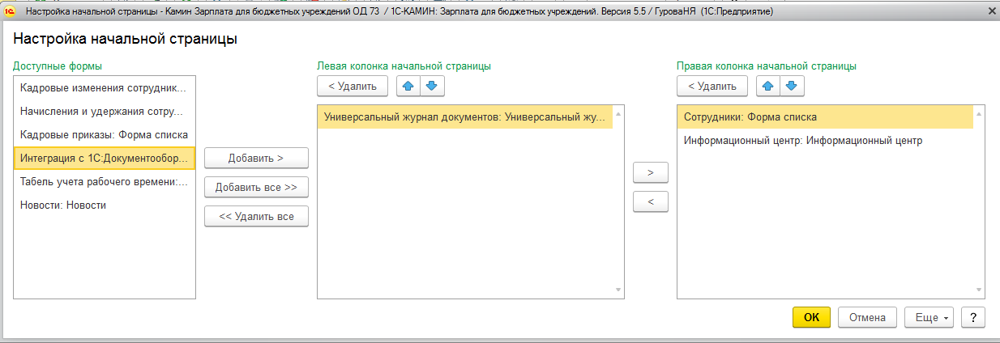 Настройка начальной страницы - Камин Зарплата для бюджетных учреждений ОД 73 / 1С-КАМИН: Зарплата для бюджетных учреждений. Версия 5.5 / ГуроваНЯ (1С:Предприятие)
Настройка начальной страницы
Доступные формы
Кадровые изменения сотрудник...
Начисления и удержания сотру...
Кадровые приказы: Форма списка
Интеграция с 1С:Документообор...
Табель учета рабочего времени:...
Новости: Новости
Добавить >
Добавить все >>
<< Удалить все
Левая колонка начальной страницы
< Удалить
Универсальный журнал документов: Универсальный жу...
>
<
Правая колонка начальной страницы
< Удалить
Сотрудники: Форма списка
Информационный центр: Информационный центр
OK
Отмена
Еще
?